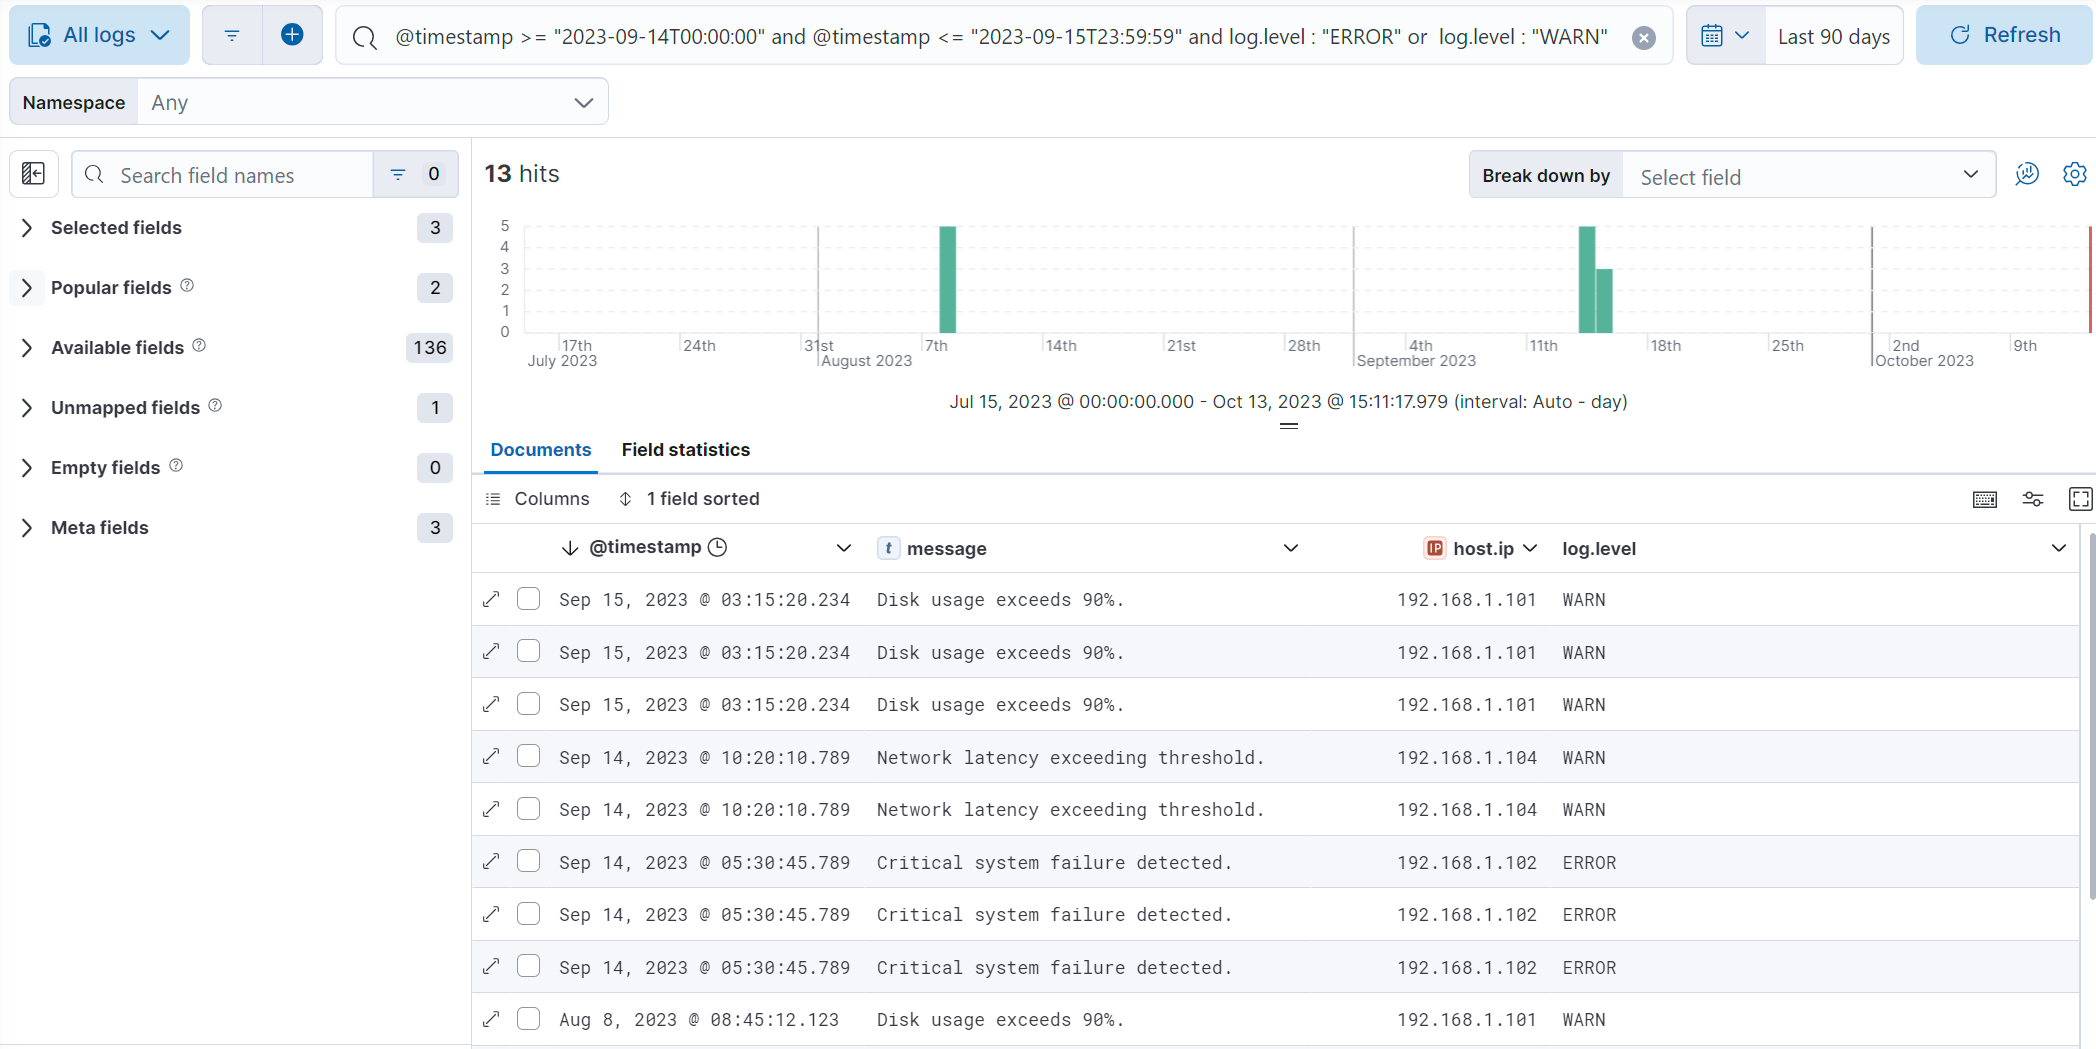 All logs
@timestamp >= "2023-09-14T00:00:00" and @timestamp <= "2023-09-15T23:59:59" and log.level : "ERROR" or  log.level : "WARN"
Last 90 days
Refresh
Namespace Any
Search field names 0
Selected fields 3
Popular fields 2
Available fields 136
Unmapped fields 1
Empty fields 0
Meta fields 3
13 hits
Break down by Select field
5
4
3
2
1
0
17th 24th 31st 7th 14th 21st 28th 4th 11th 18th 25th 2nd 9th
July 2023 August 2023 September 2023 October 2023
Jul 15, 2023 @ 00:00:00.000 - Oct 13, 2023 @ 15:11:17.979 (interval: Auto - day)
Documents Field statistics
Columns 1 field sorted
@timestamp t message IP host.ip log.level
Sep 15, 2023 @ 03:15:20.234 Disk usage exceeds 90%. 192.168.1.101 WARN
Sep 15, 2023 @ 03:15:20.234 Disk usage exceeds 90%. 192.168.1.101 WARN
Sep 15, 2023 @ 03:15:20.234 Disk usage exceeds 90%. 192.168.1.101 WARN
Sep 14, 2023 @ 10:20:10.789 Network latency exceeding threshold. 192.168.1.104 WARN
Sep 14, 2023 @ 10:20:10.789 Network latency exceeding threshold. 192.168.1.104 WARN
Sep 14, 2023 @ 05:30:45.789 Critical system failure detected. 192.168.1.102 ERROR
Sep 14, 2023 @ 05:30:45.789 Critical system failure detected. 192.168.1.102 ERROR
Sep 14, 2023 @ 05:30:45.789 Critical system failure detected. 192.168.1.102 ERROR
Aug 8, 2023 @ 08:45:12.123 Disk usage exceeds 90%. 192.168.1.101 WARN